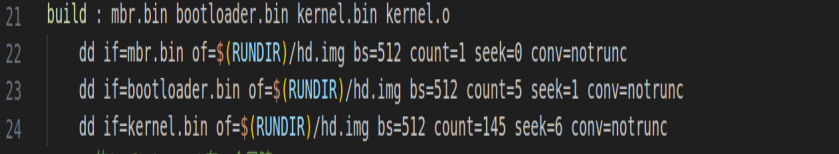 21 build : mbr.bin bootloader.bin kernel.bin kernel.o
22 dd if=mbr.bin of=$(RUNDIR)/hd.img bs=512 count=1 seek=0 conv=notrunc
23 dd if=bootloader.bin of=$(RUNDIR)/hd.img bs=512 count=5 seek=1 conv=notrunc
24 dd if=kernel.bin of=$(RUNDIR)/hd.img bs=512 count=145 seek=6 conv=notrunc